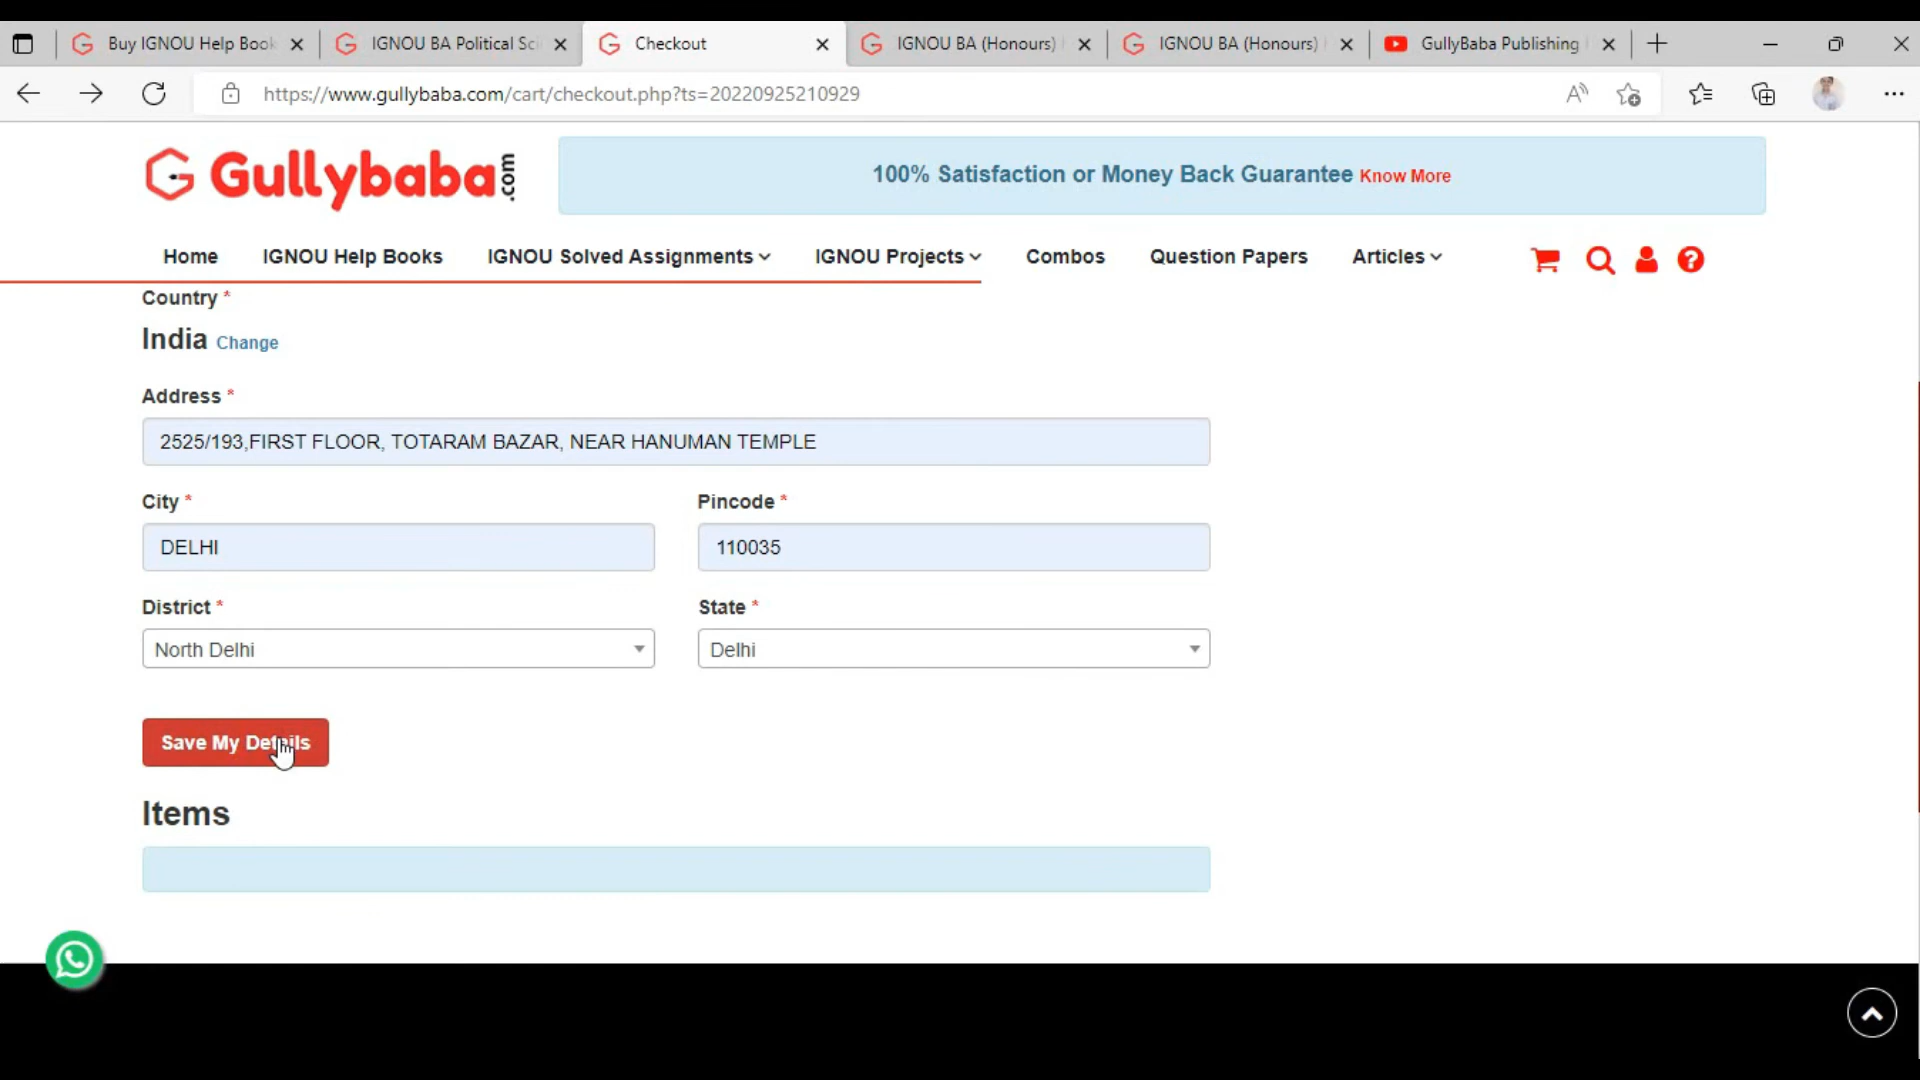 Buy IGNOU Help Book
IGNOU BA Political Sci
Checkout
IGNOU BA (Honours)
IGNOU BA (Honours)
GullyBaba Publishing
https://www.gullybaba.com/cart/checkout.php?ts=20220925210929
Gullybaba.com
100% Satisfaction or Money Back Guarantee Know More
Home
IGNOU Help Books
IGNOU Solved Assignments
IGNOU Projects
Combos
Question Papers
Articles
Country *
India Change
Address *
2525/193,FIRST FLOOR, TOTARAM BAZAR, NEAR HANUMAN TEMPLE
City *
Pincode *
DELHI
110035
District *
State *
North Delhi
Delhi
Save My Details
Items